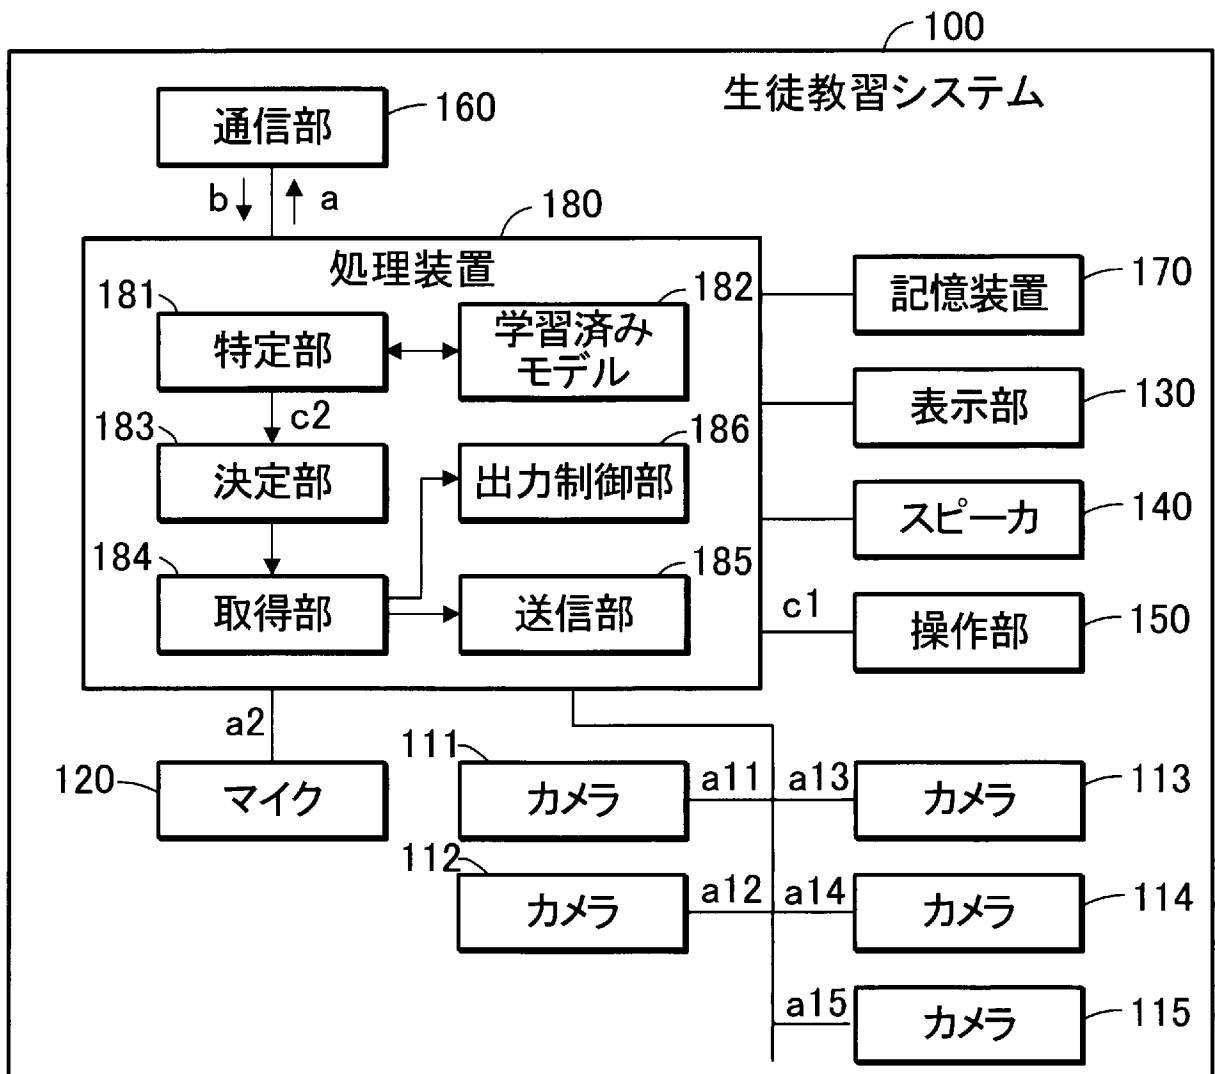 100
生徒教習システム
通信部
160
b
a
180
処理装置
181
特定部
182
学習済み
モデル
170
記憶装置
c2
130
表示部
183
決定部
186
出力制御部
140
スピーカ
184
取得部
185
送信部
c1
150
操作部
a2
120
マイク
111
カメラ
a11
a13
カメラ
113
112
カメラ
a12
a14
カメラ
114
a15
カメラ
115